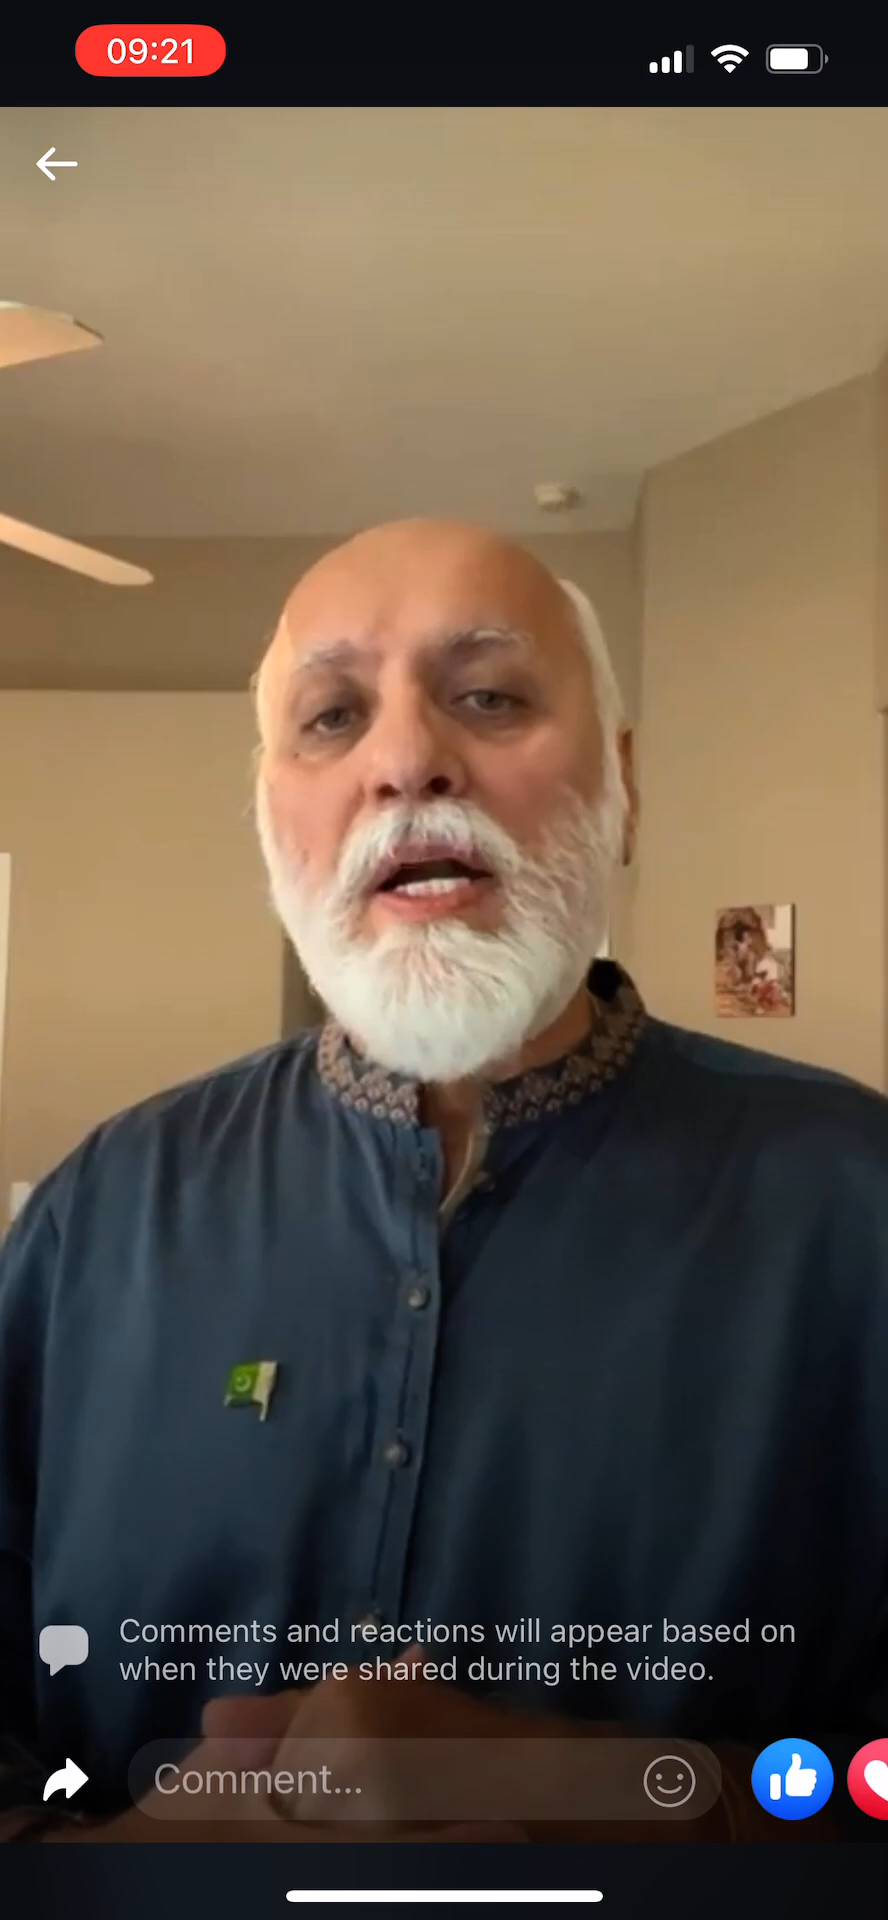 09:21
Comments and reactions will appear based on
when they were shared during the video.
Comment...